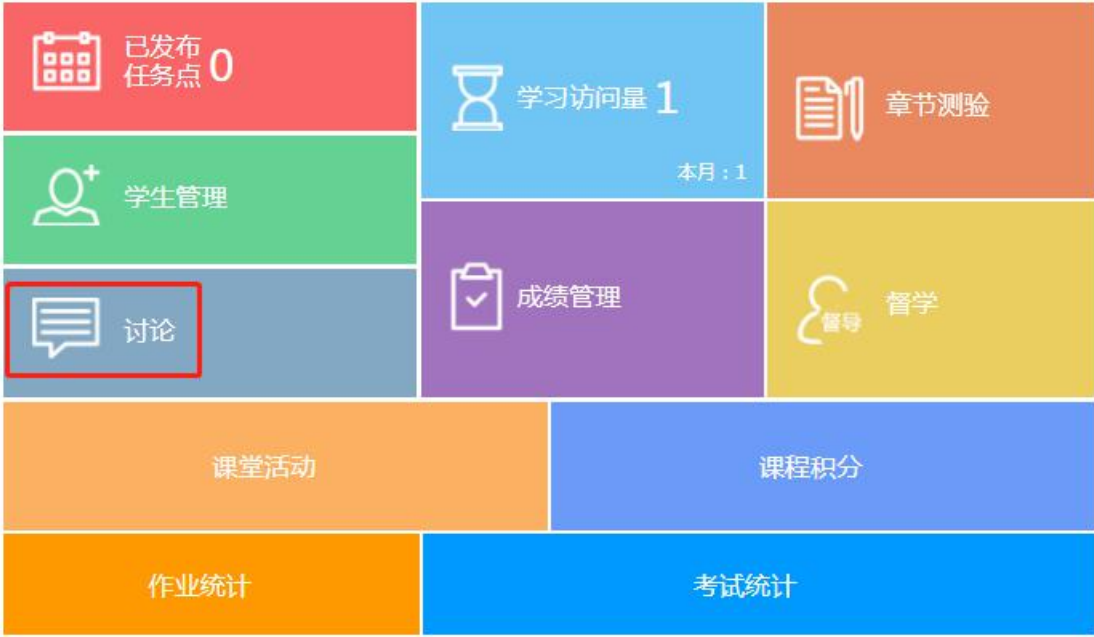 已发布
任务点 0
学习访问量 1
本月：1
章节测验
学生管理
讨论
成绩管理
督导
督学
课堂活动
课程积分
作业统计
考试统计